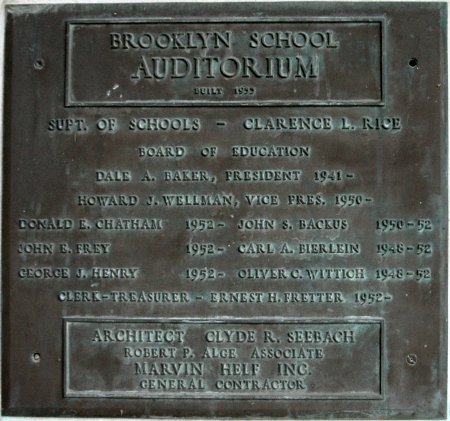 BROOKLYN SCHOOL
AUDITORIUM
BUILT 1955
SUPT. OF SCHOOLS - CLARENCE L. RICE
BOARD OF EDUCATION
DALE A. BAKER, PRESIDENT 1941-
HOWARD J. WELLMAN, VICE PRES. 1950-
DONALD E. CHATHAM 1952- JOHN S. BACKUS 1950-52
JOHN E. FREY 1952- CARL A. BIERLEIN 1948-52
GEORGE J. HENRY 1952- OLIVER C. WITTICH 1948-52
CLERK-TREASURER - ERNEST H. FRETTER 1952-
ARCHITECT CLYDE R. SEEBACH
ROBERT P. ALGE ASSOCIATE
MARVIN HELF INC.
GENERAL CONTRACTOR